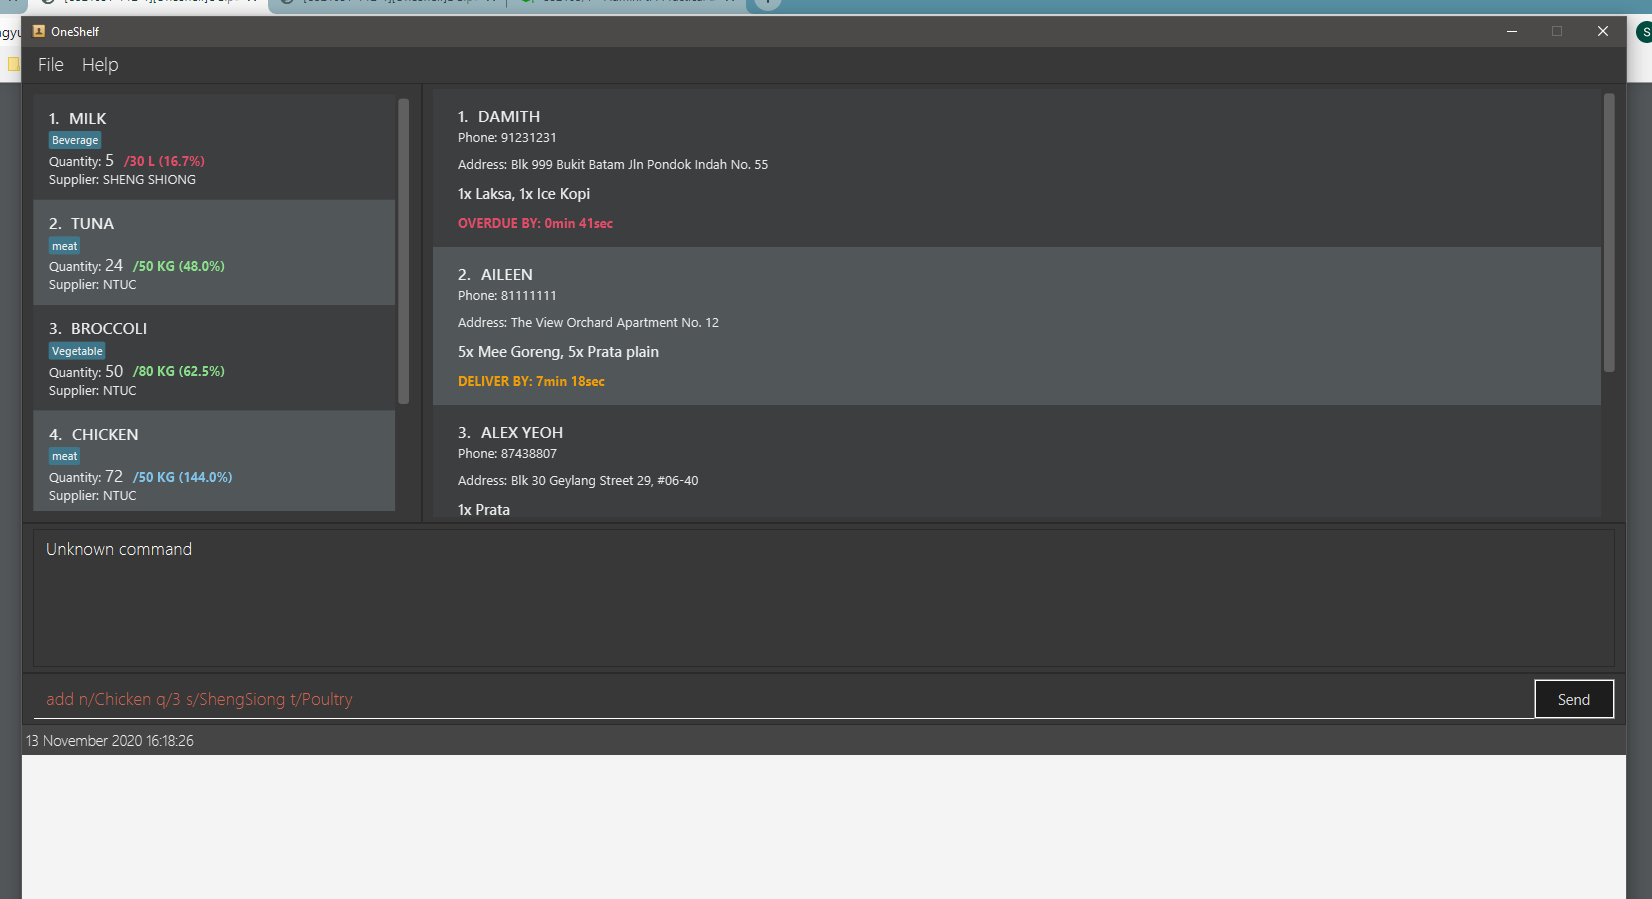 OneShelf
File Help
1. MILK
Beverage
Quantity: 5 /30 L (16.7%)
Supplier: SHENG SHIONG
2. TUNA
meat
Quantity: 24 /50 KG (48.0%)
Supplier: NTUC
3. BROCCOLI
Vegetable
Quantity: 50 /80 KG (62.5%)
Supplier: NTUC
4. CHICKEN
meat
Quantity: 72 /50 KG (144.0%)
Supplier: NTUC
1. DAMITH
Phone: 91231231
Address: Blk 999 Bukit Batam Jln Pondok Indah No. 55
1x Laksa, 1x Ice Kopi
OVERDUE BY: 0min 41sec
2. AILEEN
Phone: 81111111
Address: The View Orchard Apartment No. 12
5x Mee Goreng, 5x Prata plain
DELIVER BY: 7min 18sec
3. ALEX YEOH
Phone: 87438807
Address: Blk 30 Geylang Street 29, #06-40
1x Prata
Unknown command
add n/Chicken q/3 s/ShengSiong t/Poultry
Send
13 November 2020 16:18:26
S